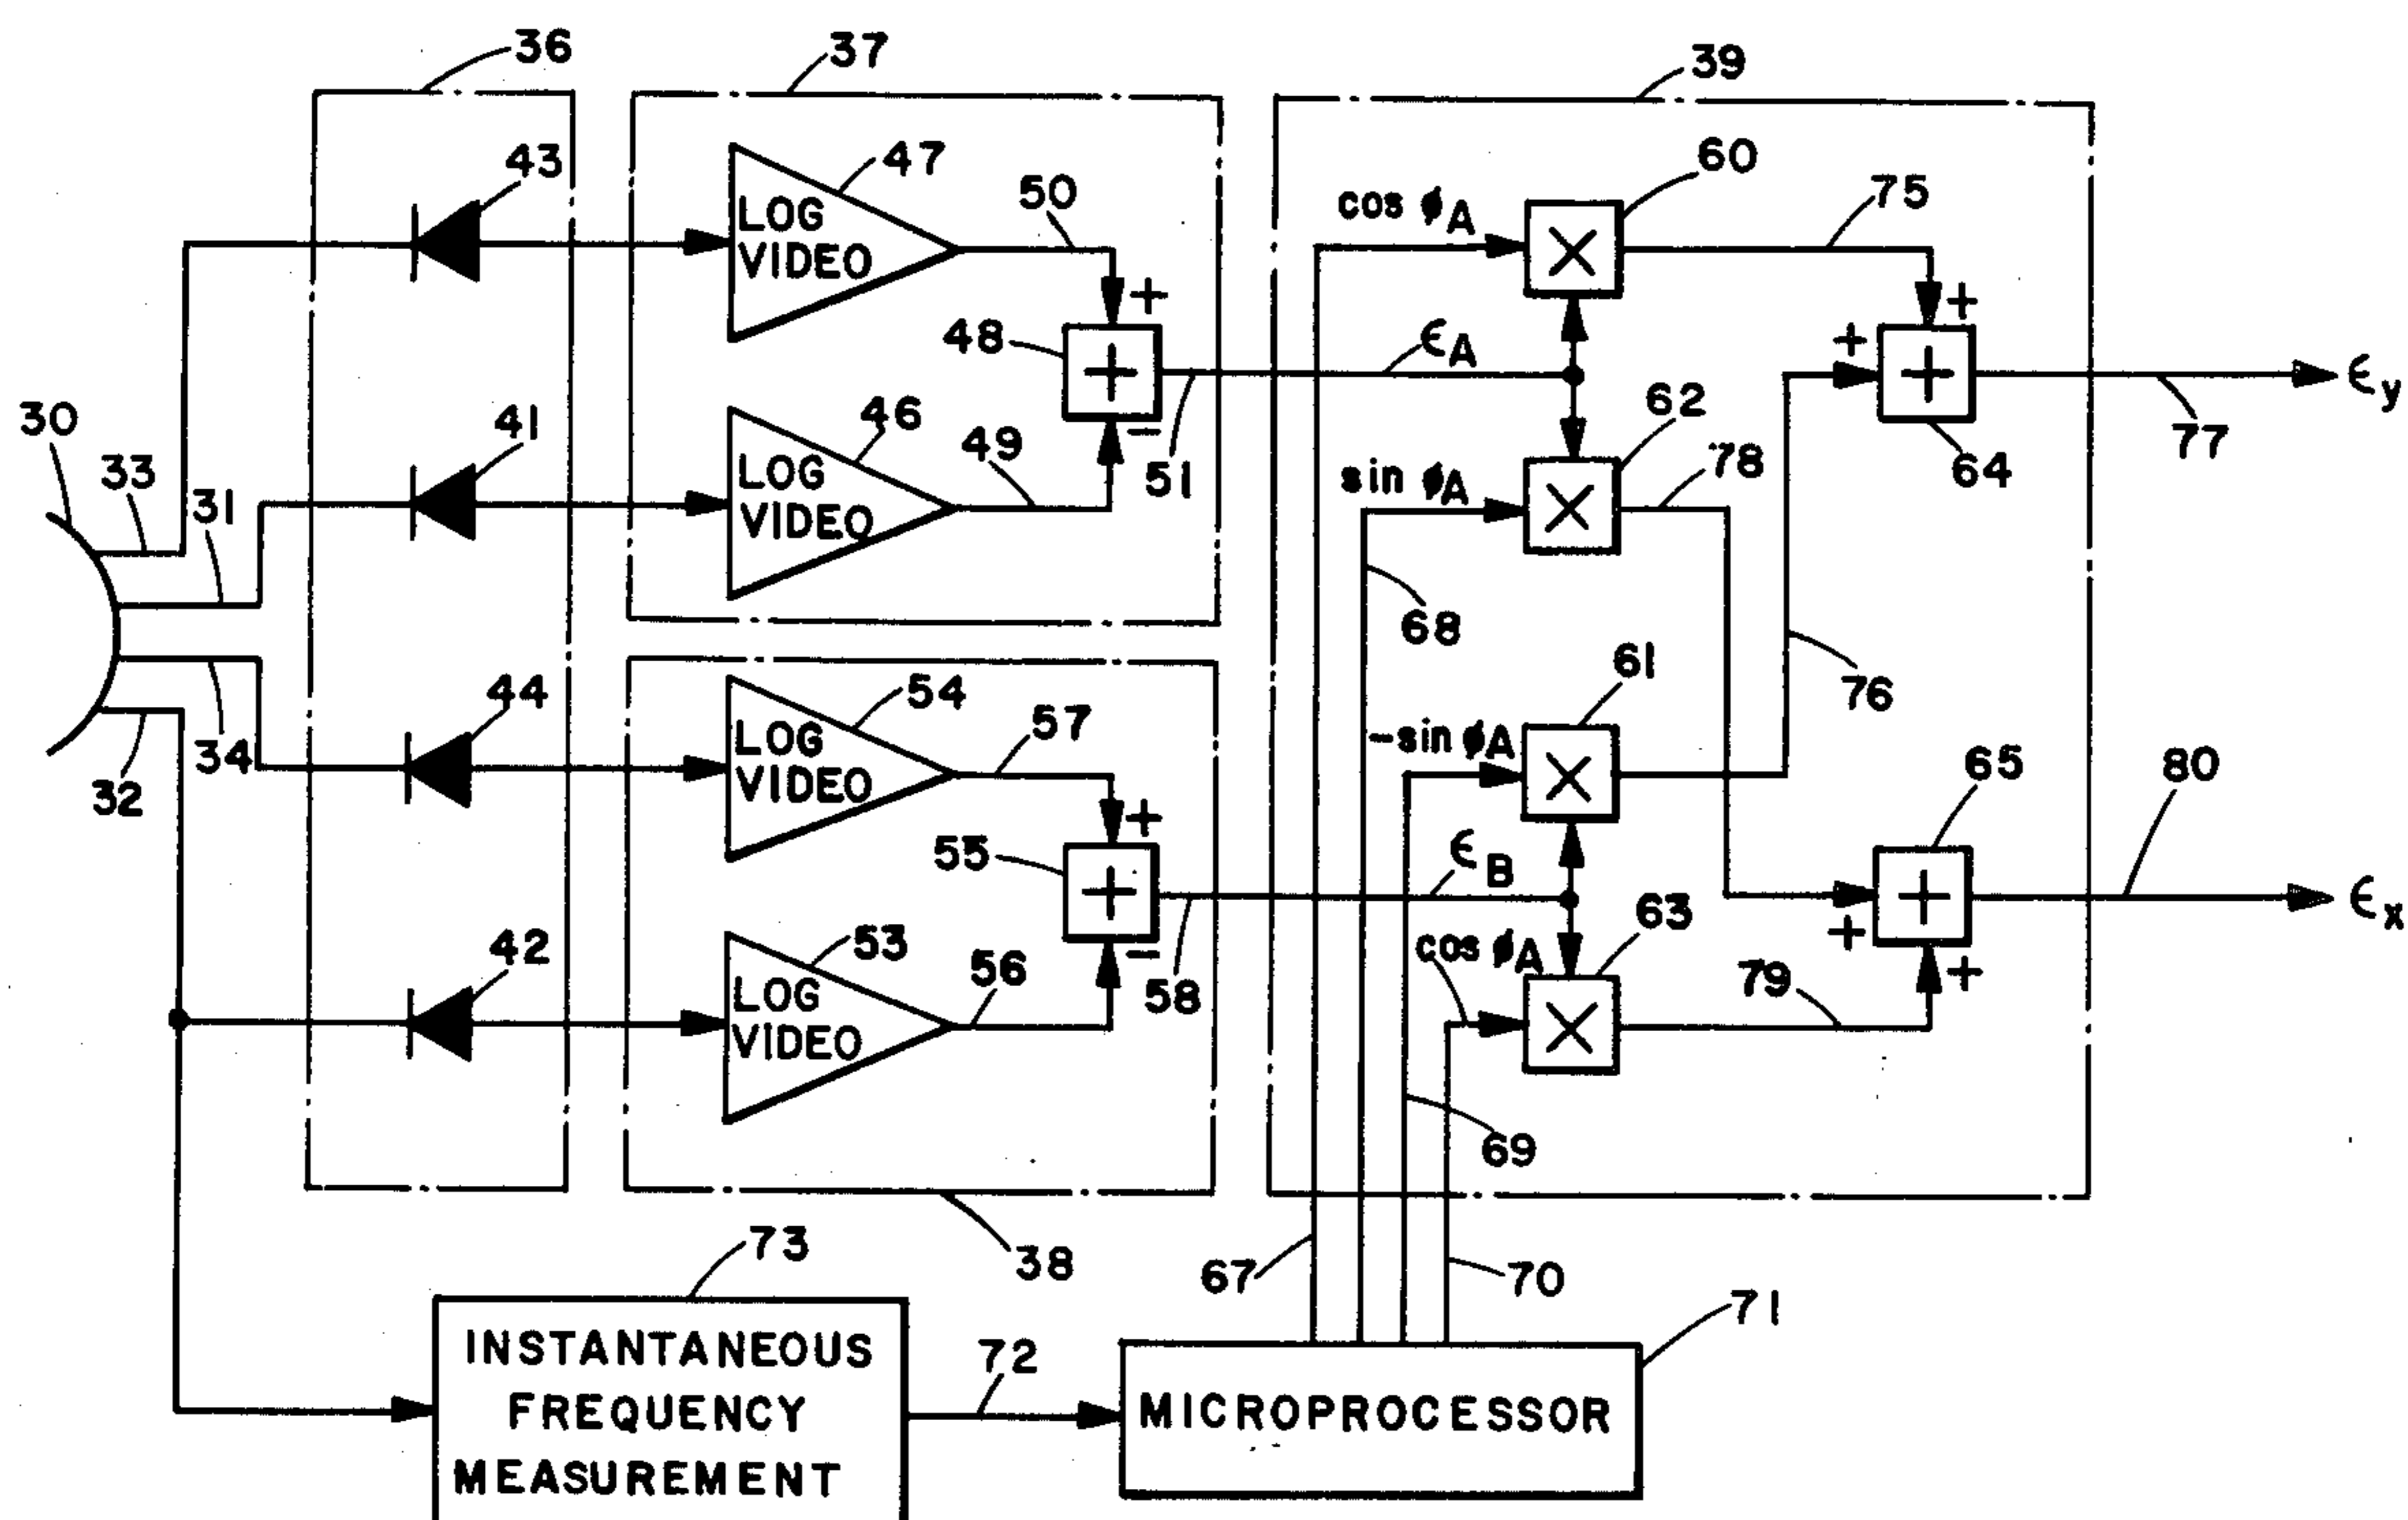 36
37
39
43
47
60
50
cos ϕA
75
LOG
VIDEO
+
+
48
ϵA
+
62
30
41
46
ϵy
33
49
−
77
31
LOG
VIDEO
51
sin ϕA
78
64
68
61
44
54
76
57
−sin ϕA
34
LOG
VIDEO
65
80
32
+
55
ϵB
63
ϵx
42
53
−
cos ϕA
+
56
58
79
+
LOG
VIDEO
69
73
38
67
70
71
INSTANTANEOUS
FREQUENCY
MEASUREMENT
72
MICROPROCESSOR